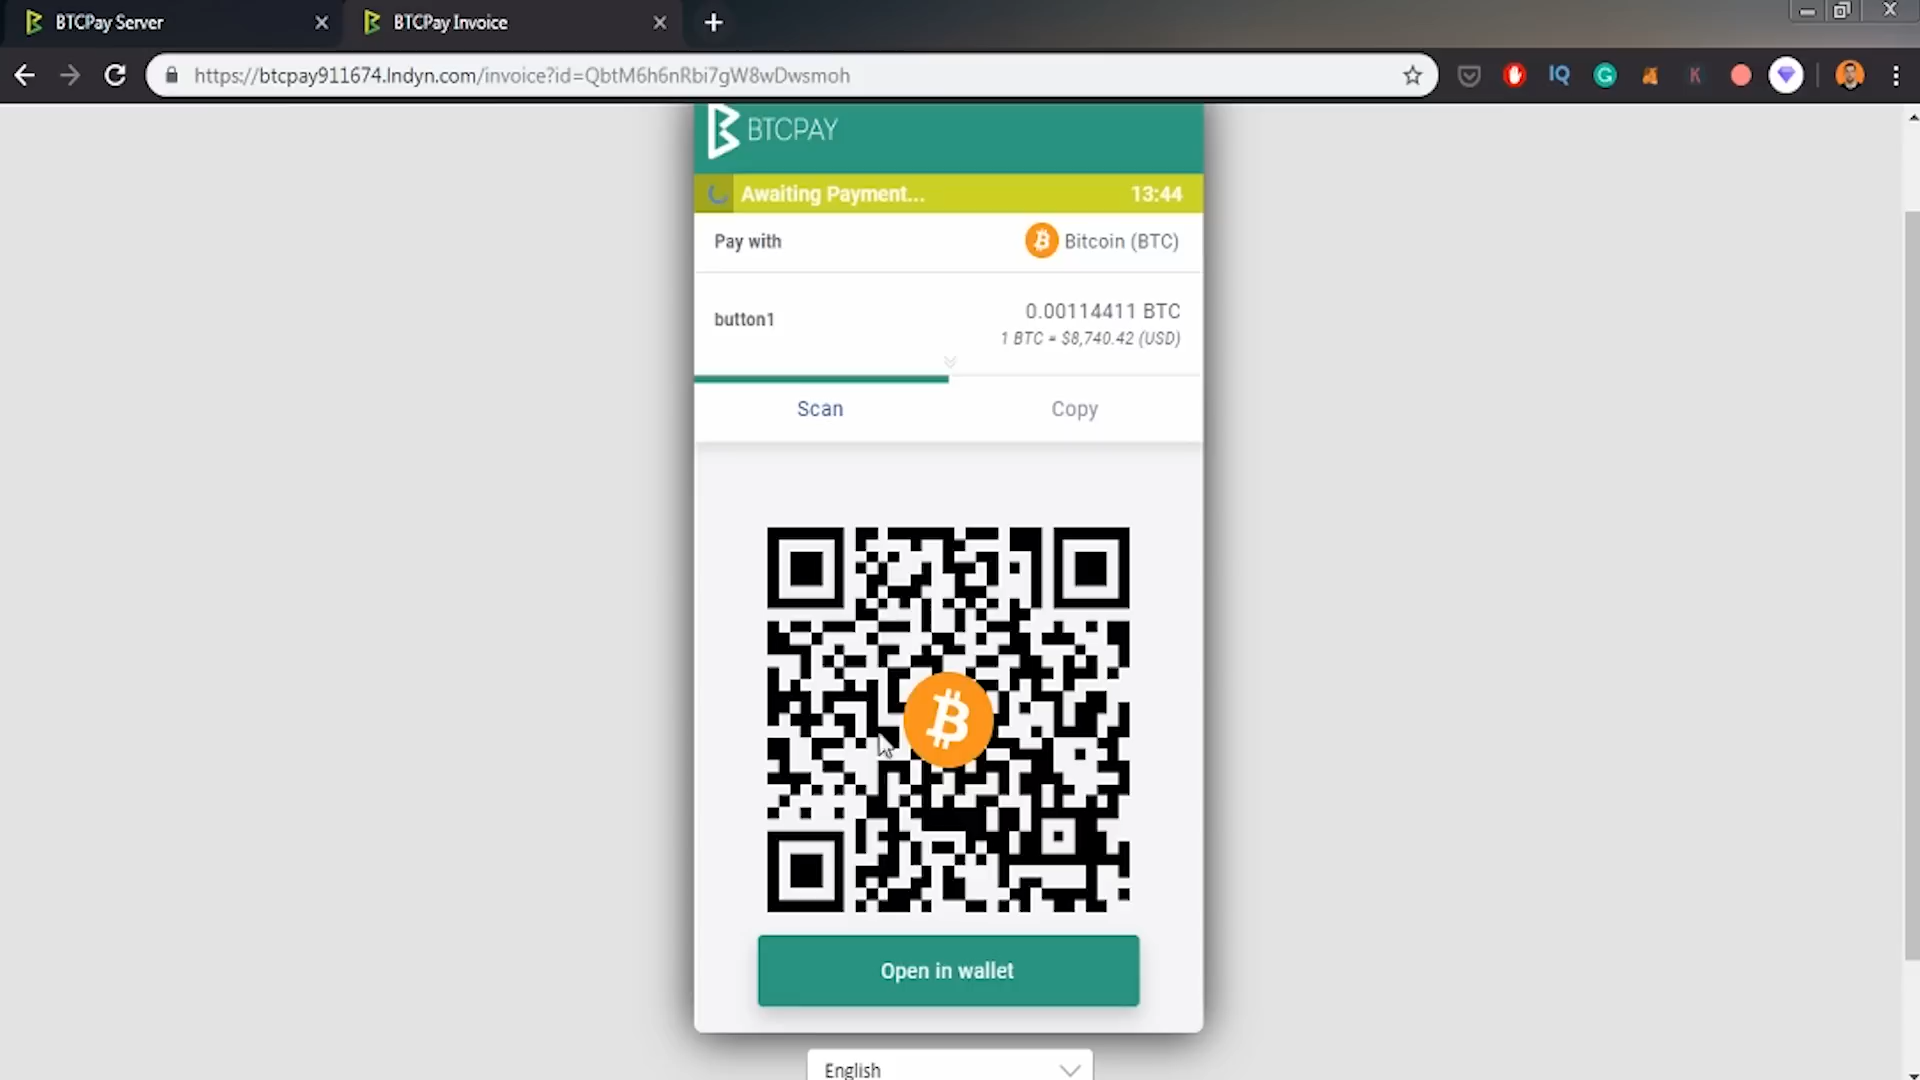 BTCPay Server
BTCPay Invoice
https://btcpay911674.lndyn.com/invoice?id=QbtM6h6nRbi7gW8wDwsmoh
IQ
K
BTCPAY
Awaiting Payment... 13:44
Pay with Bitcoin (BTC)
button1 0.00114411 BTC
1 BTC = $8,740.42 (USD)
Scan Copy
Open in wallet
English